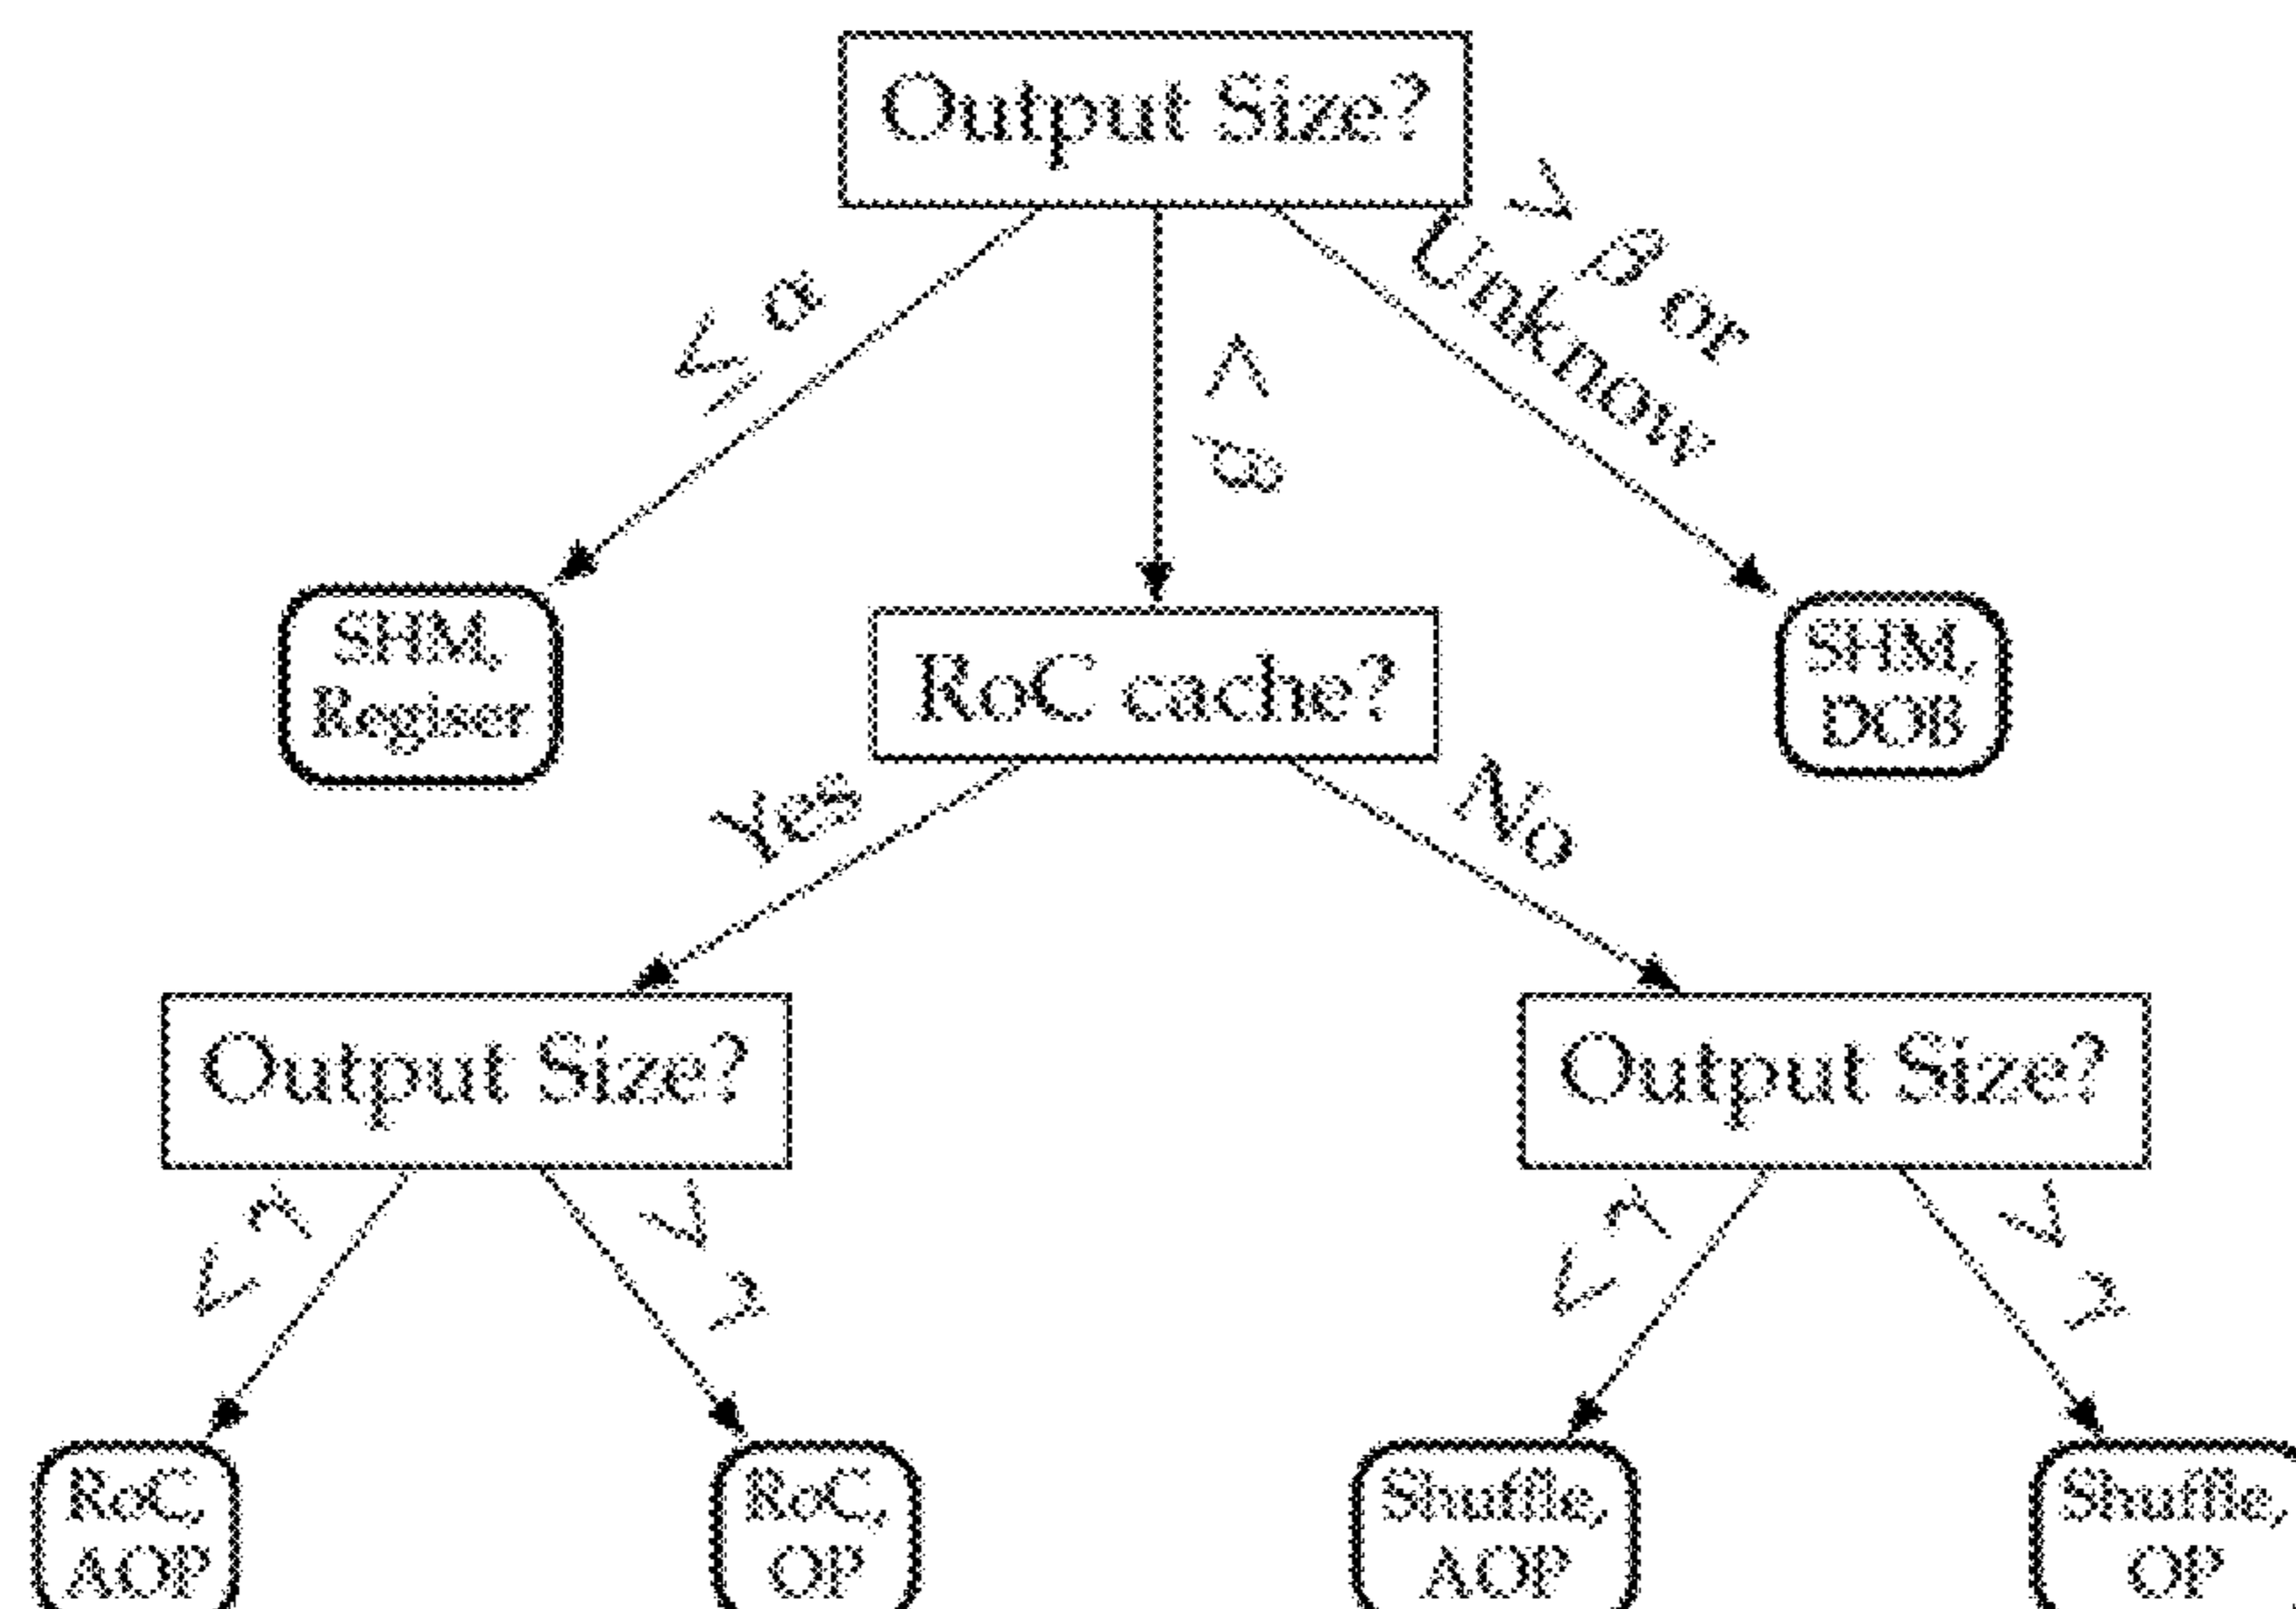 Output Size?
≤ α
< β
> β or
Unknow
SHM,
Regiser
RoC cache?
SHM,
DOB
Yes
No
Output Size?
Output Size?
< γ
> γ
< γ
> γ
RoC,
AOP
RoC,
OP
Shuffle,
AOP
Shuffle,
OP